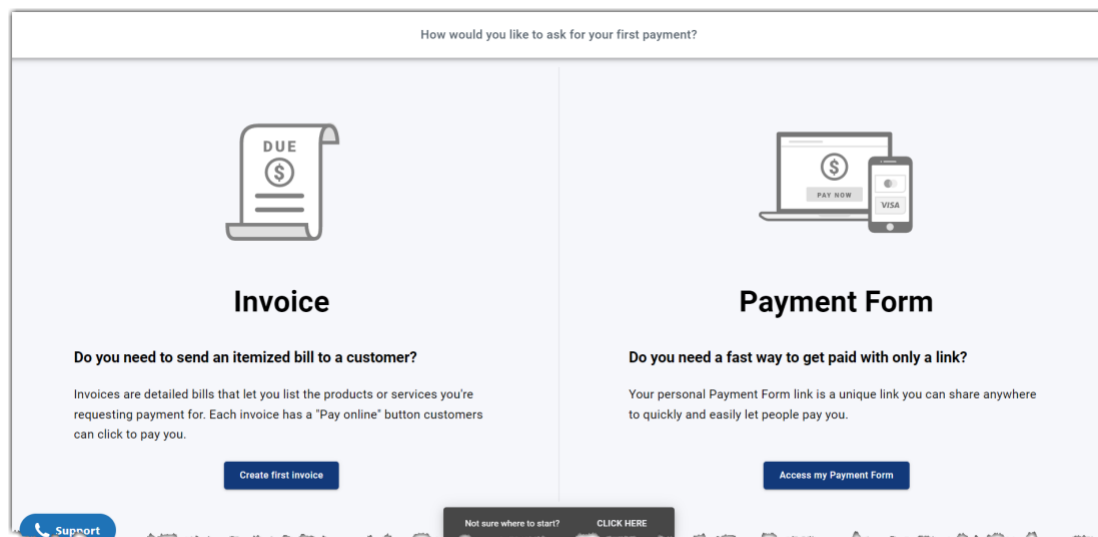 How would you like to ask for your first payment?
DUE
$
$
PAY NOW
VISA
Invoice
Payment Form
Do you need to send an itemized bill to a customer?
Invoices are detailed bills that let you list the products or services you're
requesting payment for. Each invoice has a "Pay online" button customers
can click to pay you.
Create first invoice
Do you need a fast way to get paid with only a link?
Your personal Payment Form link is a unique link you can share anywhere
to quickly and easily let people pay you.
Access my Payment Form
Not sure where to start? CLICK HERE
Support